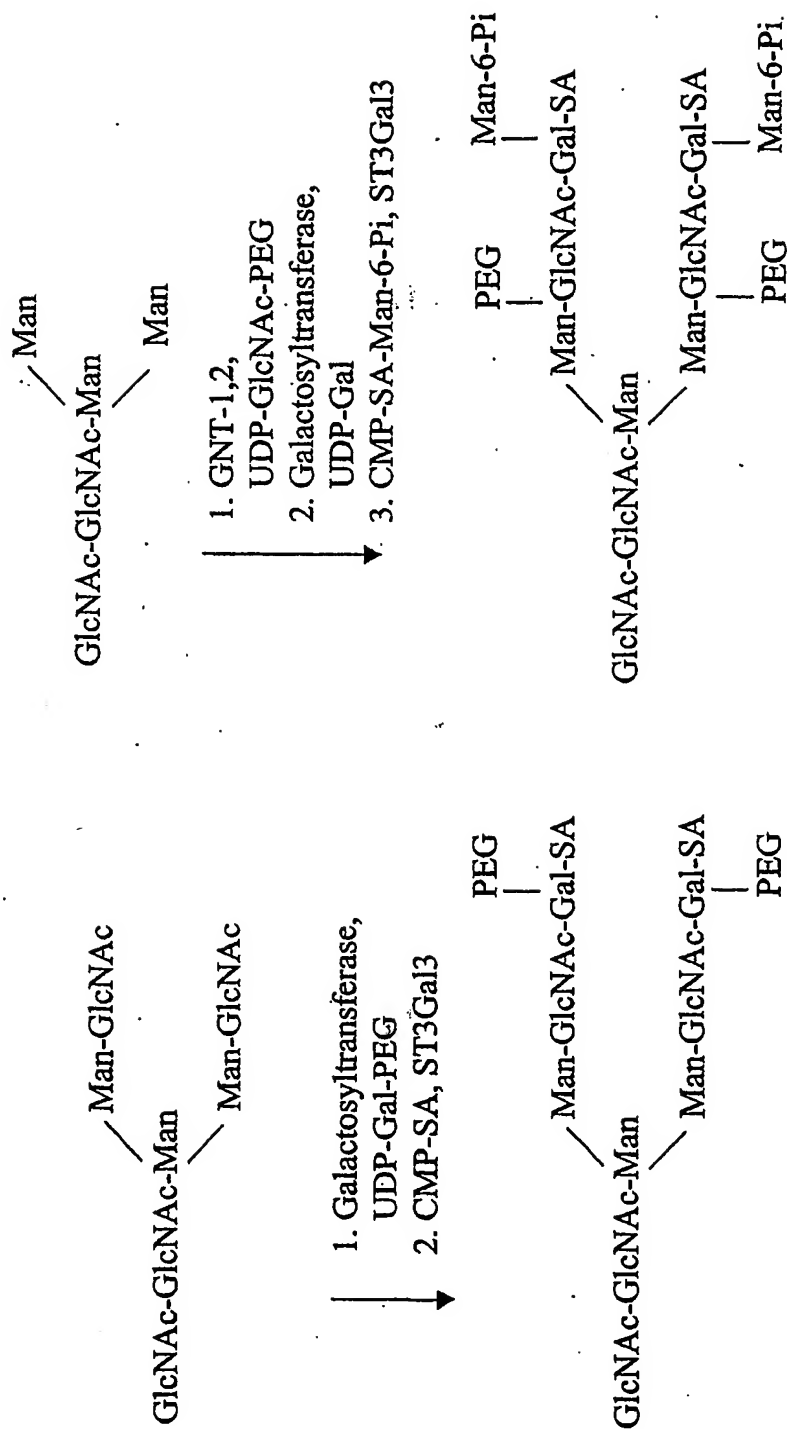 Man-GlcNAc
GlcNAc-GlcNAc-Man
Man-GlcNAc
1. Galactosyltransferase,
UDP-Gal-PEG
2. CMP-SA, ST3Gal3
PEG
Man-GlcNAc-Gal-SA
GlcNAc-GlcNAc-Man
Man-GlcNAc-Gal-SA
PEG
Man
GlcNAc-GlcNAc-Man
Man
1. GNT-1,2,
UDP-GlcNAc-PEG
2. Galactosyltransferase,
UDP-Gal
3. CMP-SA-Man-6-Pi, ST3Gal3
PEG Man-6-Pi
Man-GlcNAc-Gal-SA
GlcNAc-GlcNAc-Man
Man-GlcNAc-Gal-SA
PEG Man-6-Pi